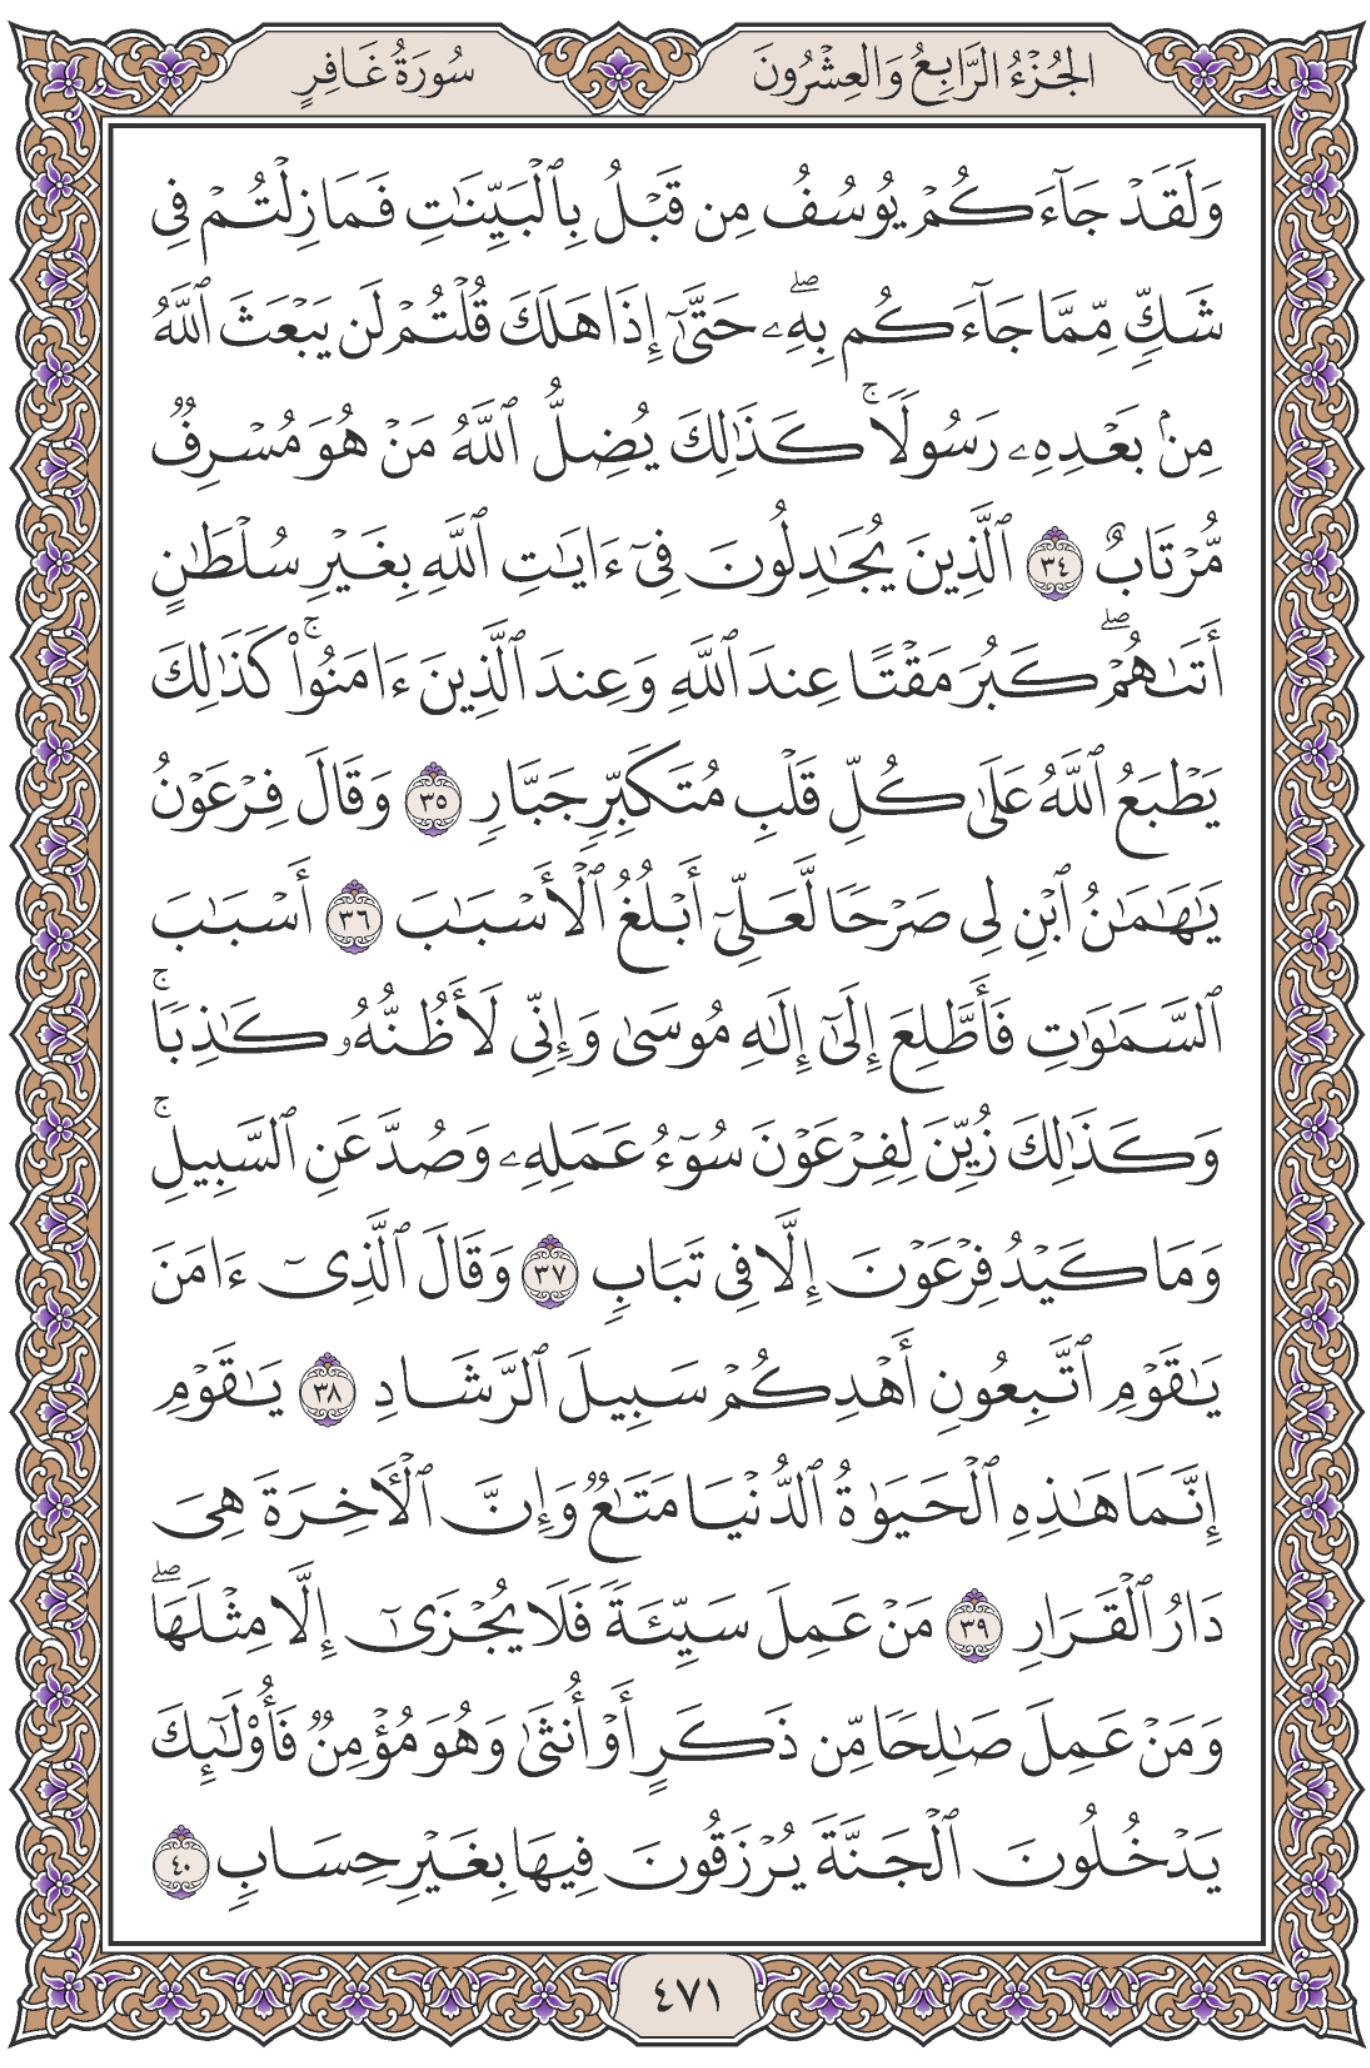 الجُزْءُ الرَّابِعُ وَالعِشْرُونَ
سُورَةُ غَافِرٍ
وَلَقَدۡ جَآءَكُمۡ يُوسُفُ مِن قَبۡلُ بِٱلۡبَيِّنَٰتِ فَمَا زِلۡتُمۡ فِي
شَكّٖ مِّمَّا جَآءَكُم بِهِۦۖ حَتَّىٰٓ إِذَا هَلَكَ قُلۡتُمۡ لَن يَبۡعَثَ ٱللَّهُ
مِنۢ بَعۡدِهِۦ رَسُولٗاۚ كَذَٰلِكَ يُضِلُّ ٱللَّهُ مَنۡ هُوَ مُسۡرِفٞ
مُّرۡتَابٌ ٣٤ ٱلَّذِينَ يُجَٰدِلُونَ فِيٓ ءَايَٰتِ ٱللَّهِ بِغَيۡرِ سُلۡطَٰنٍ
أَتَىٰهُمۡۖ كَبُرَ مَقۡتًا عِندَ ٱللَّهِ وَعِندَ ٱلَّذِينَ ءَامَنُواْۚ كَذَٰلِكَ
يَطۡبَعُ ٱللَّهُ عَلَىٰ كُلِّ قَلۡبِ مُتَكَبِّرٖ جَبَّارٖ ٣٥ وَقَالَ فِرۡعَوۡنُ
يَٰهَٰمَٰنُ ٱبۡنِ لِي صَرۡحٗا لَّعَلِّيٓ أَبۡلُغُ ٱلۡأَسۡبَٰبَ ٣٦ أَسۡبَٰبَ
ٱلسَّمَٰوَٰتِ فَأَطَّلِعَ إِلَىٰٓ إِلَٰهِ مُوسَىٰ وَإِنِّي لَأَظُنُّهُۥ كَٰذِبٗاۚ
وَكَذَٰلِكَ زُيِّنَ لِفِرۡعَوۡنَ سُوٓءُ عَمَلِهِۦ وَصُدَّ عَنِ ٱلسَّبِيلِۚ
وَمَا كَيۡدُ فِرۡعَوۡنَ إِلَّا فِي تَبَابٖ ٣٧ وَقَالَ ٱلَّذِيٓ ءَامَنَ
يَٰقَوۡمِ ٱتَّبِعُونِ أَهۡدِكُمۡ سَبِيلَ ٱلرَّشَادِ ٣٨ يَٰقَوۡمِ
إِنَّمَا هَٰذِهِ ٱلۡحَيَوٰةُ ٱلدُّنۡيَا مَتَٰعٞ وَإِنَّ ٱلۡأٓخِرَةَ هِيَ
دَارُ ٱلۡقَرَارِ ٣٩ مَنۡ عَمِلَ سَيِّئَةٗ فَلَا يُجۡزَىٰٓ إِلَّا مِثۡلَهَاۖ
وَمَنۡ عَمِلَ صَٰلِحٗا مِّن ذَكَرٍ أَوۡ أُنثَىٰ وَهُوَ مُؤۡمِنٞ فَأُوْلَٰٓئِكَ
يَدۡخُلُونَ ٱلۡجَنَّةَ يُرۡزَقُونَ فِيهَا بِغَيۡرِ حِسَابٖ ٤٠
٤٧١